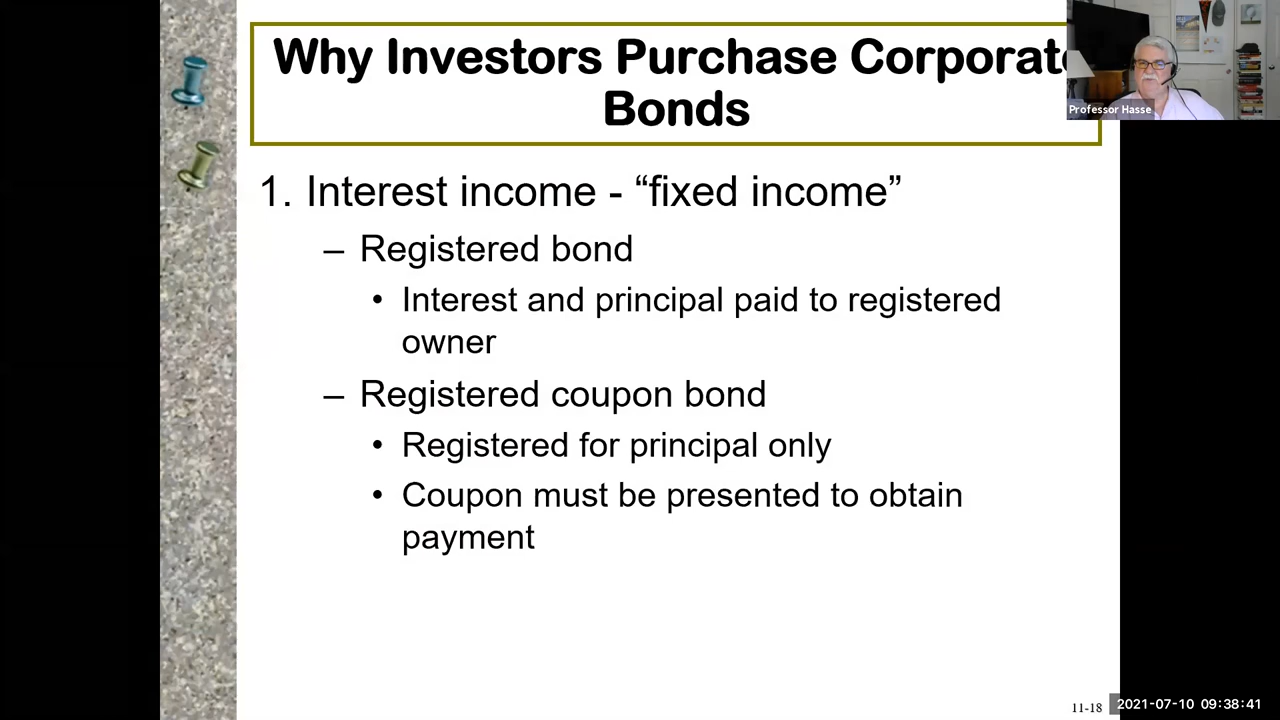 Why Investors Purchase Corporate
Bonds
Professor Hasse
1. Interest income - “fixed income”
– Registered bond
• Interest and principal paid to registered
owner
– Registered coupon bond
• Registered for principal only
• Coupon must be presented to obtain
payment
11-18
2021-07-10 09:38:41